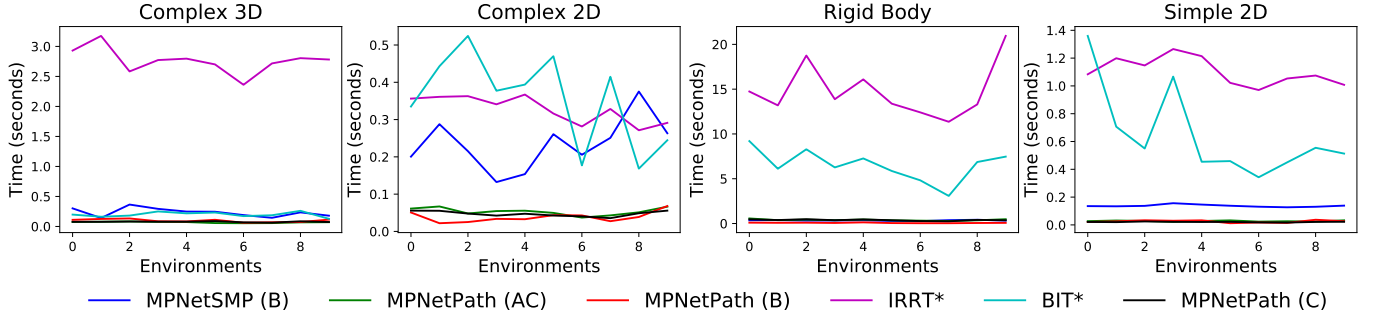 Complex 3D
Complex 2D
Rigid Body
Simple 2D
Time (seconds)
3.0
2.5
2.0
1.5
1.0
0.5
0.0
0 2 4 6 8
Environments
Time (seconds)
0.5
0.4
0.3
0.2
0.1
0.0
0 2 4 6 8
Environments
Time (seconds)
20
15
10
5
0
0 2 4 6 8
Environments
Time (seconds)
1.4
1.2
1.0
0.8
0.6
0.4
0.2
0.0
0 2 4 6 8
Environments
MPNetSMP (B) MPNetPath (AC) MPNetPath (B) IRRT* BIT* MPNetPath (C)